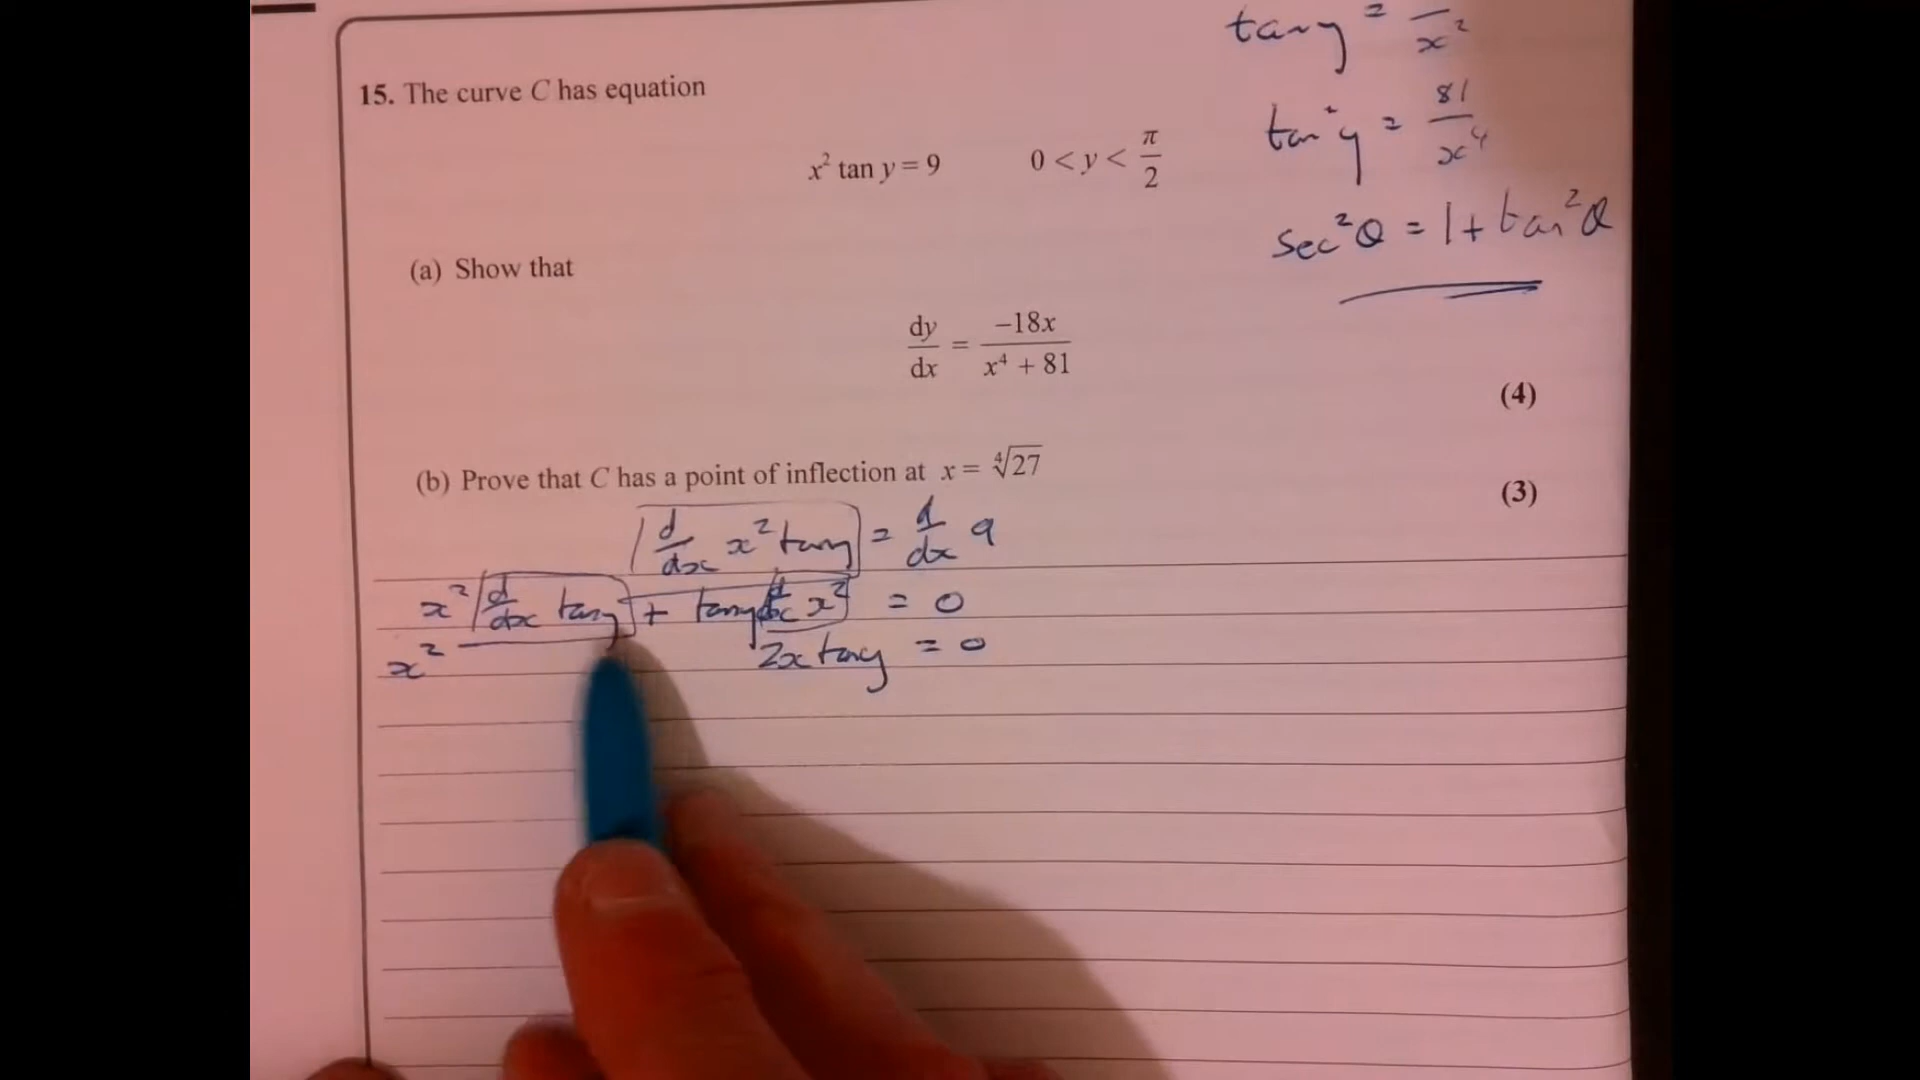 15. The curve C has equation
x² tan y = 9 0 < y < π/2
(a) Show that
dy/dx = -18x/(x⁴ + 81)
(4)
(b) Prove that C has a point of inflection at x = ∜27
(3)
tan y = /x²
tan²y = 81/x⁴
sec²θ = 1 + tan²θ
d/dx x² tan y = d/dx 9
x² d/dx tan y + tan y d/dx x² = 0
x² 2x tan y = 0